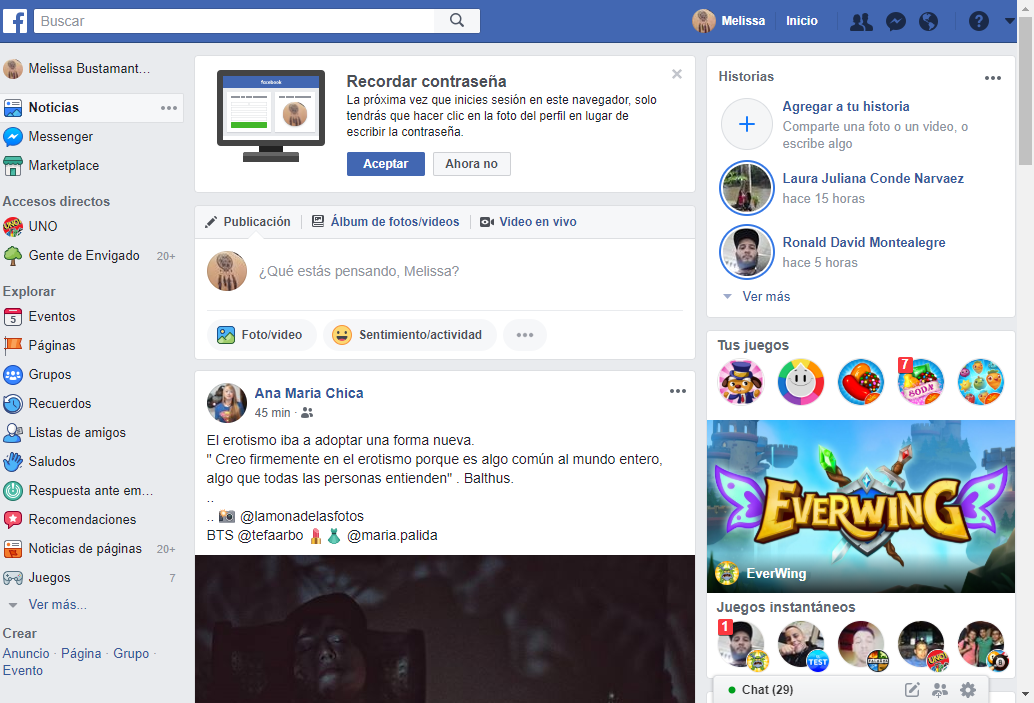 Buscar
Melissa
Inicio
Melissa Bustamant...
Noticias
Messenger
Marketplace
Accesos directos
UNO
Gente de Envigado 20+
Explorar
5
Eventos
Páginas
Grupos
Recuerdos
Listas de amigos
Saludos
Respuesta ante em...
Recomendaciones
Noticias de páginas 20+
Juegos 7
Ver más...
Crear
Anuncio · Página · Grupo ·
Evento
facebook
Recordar contraseña
La próxima vez que inicies sesión en este navegador, solo
tendrás que hacer clic en la foto del perfil en lugar de
escribir la contraseña.
Aceptar
Ahora no
Publicación
Álbum de fotos/videos
Video en vivo
¿Qué estás pensando, Melissa?
Foto/video
Sentimiento/actividad
Ana Maria Chica
45 min ·
El erotismo iba a adoptar una forma nueva.
" Creo firmemente en el erotismo porque es algo común al mundo entero,
algo que todas las personas entienden" . Balthus.
..
.. 📸 @lamonadelasfotos
BTS @tefaarbo 💄👗 @maria.palida
Historias
Agregar a tu historia
Comparte una foto o un video, o
escribe algo
Laura Juliana Conde Narvaez
hace 15 horas
Ronald David Montealegre
hace 5 horas
Ver más
Tus juegos
7
SODA
EVERWING
EverWing
Juegos instantáneos
1
TEST
UNO
8
Chat (29)